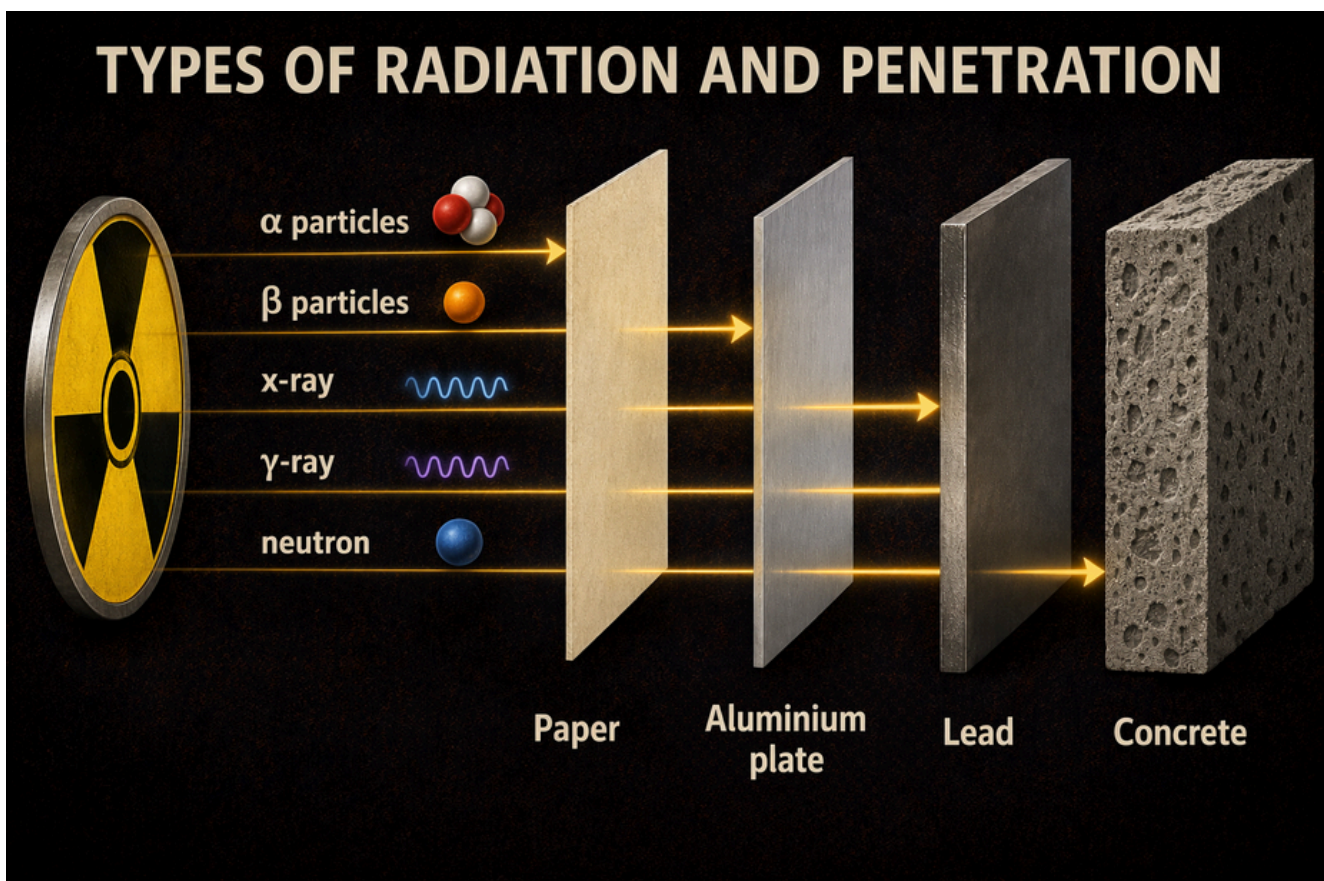 TYPES OF RADIATION AND PENETRATION
α particles
β particles
x-ray
γ-ray
neutron
Paper
Aluminium
plate
Lead
Concrete